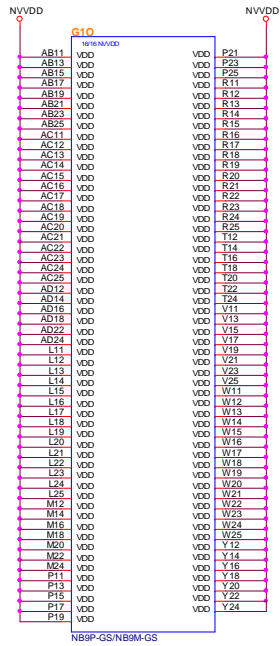 NVVDD NVVDD
G1O
16/16 NVVDD
AB11 VDD VDD P21
AB13 VDD VDD P23
AB15 VDD VDD P25
AB17 VDD VDD R11
AB19 VDD VDD R12
AB21 VDD VDD R13
AB23 VDD VDD R14
AB25 VDD VDD R15
AC11 VDD VDD R16
AC12 VDD VDD R17
AC13 VDD VDD R18
AC14 VDD VDD R19
AC15 VDD VDD R20
AC16 VDD VDD R21
AC17 VDD VDD R22
AC18 VDD VDD R23
AC19 VDD VDD R24
AC20 VDD VDD R25
AC21 VDD VDD T12
AC22 VDD VDD T14
AC23 VDD VDD T16
AC24 VDD VDD T18
AC25 VDD VDD T20
AD12 VDD VDD T22
AD14 VDD VDD T24
AD16 VDD VDD V11
AD18 VDD VDD V13
AD22 VDD VDD V15
AD24 VDD VDD V17
L11 VDD VDD V19
L12 VDD VDD V21
L13 VDD VDD V23
L14 VDD VDD V25
L15 VDD VDD W11
L16 VDD VDD W12
L17 VDD VDD W13
L18 VDD VDD W14
L19 VDD VDD W15
L20 VDD VDD W16
L21 VDD VDD W17
L22 VDD VDD W18
L23 VDD VDD W19
L24 VDD VDD W20
L25 VDD VDD W21
M12 VDD VDD W22
M14 VDD VDD W23
M16 VDD VDD W24
M18 VDD VDD W25
M20 VDD VDD Y12
M22 VDD VDD Y14
M24 VDD VDD Y16
P11 VDD VDD Y18
P13 VDD VDD Y20
P15 VDD VDD Y22
P17 VDD VDD Y24
P19 VDD
NB9P-GS/NB9M-GS